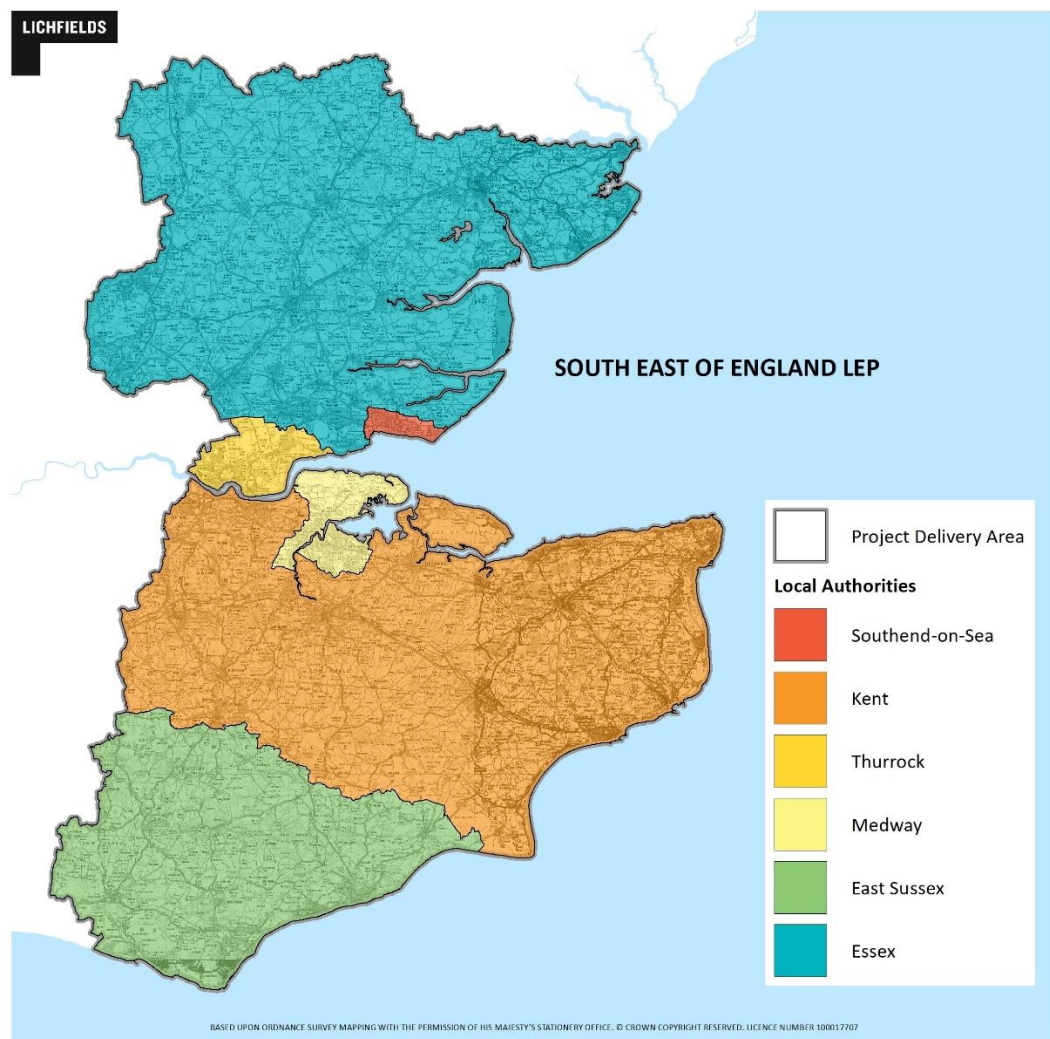 LICHFIELDS
SOUTH EAST OF ENGLAND LEP
Project Delivery Area
Local Authorities
Southend-on-Sea
Kent
Thurrock
Medway
East Sussex
Essex
BASED UPON ORDNANCE SURVEY MAPPING WITH THE PERMISSION OF HIS MAJESTY'S STATIONERY OFFICE. © CROWN COPYRIGHT RESERVED. LICENCE NUMBER 100017707